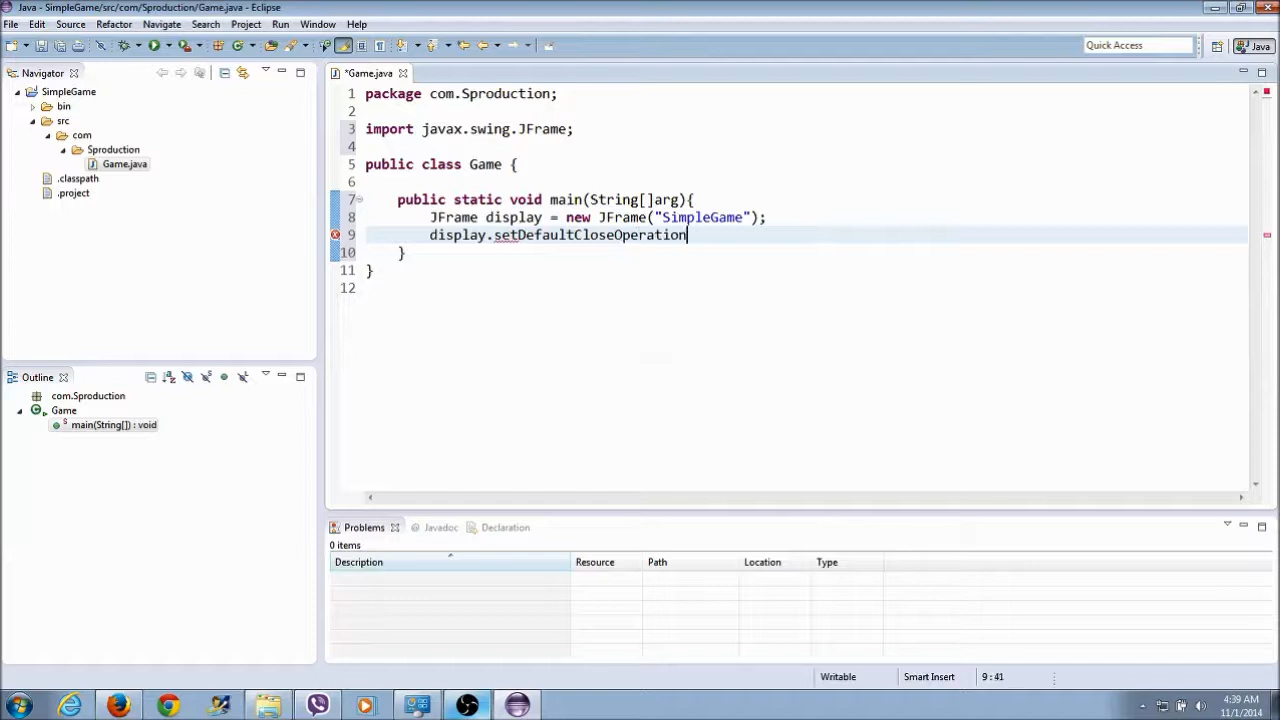 Java - SimpleGame/src/com/Sproduction/Game.java - Eclipse
File Edit Source Refactor Navigate Search Project Run Window Help
Quick Access
Java
Navigator
SimpleGame
bin
src
com
Sproduction
Game.java
.classpath
.project
Outline
com.Sproduction
Game
main(String[]) : void
*Game.java
1 package com.Sproduction;
2
3 import javax.swing.JFrame;
4
5 public class Game {
6
7 public static void main(String[]arg){
8 JFrame display = new JFrame("SimpleGame");
9 display.setDefaultCloseOperation
10 }
11 }
12
Problems @ Javadoc Declaration
0 items
Description Resource Path Location Type
Writable Smart Insert 9 : 41
4:39 AM
11/1/2014